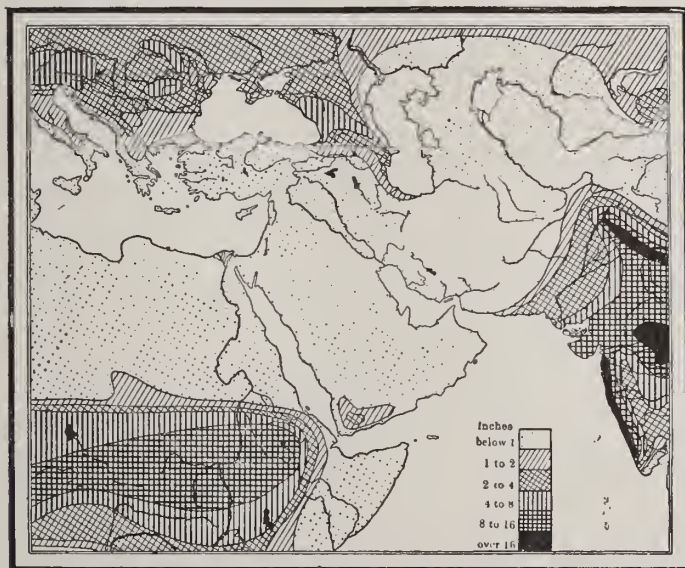 Inches
below 1
1 to 2
2 to 4
4 to 8
8 to 16
over 16